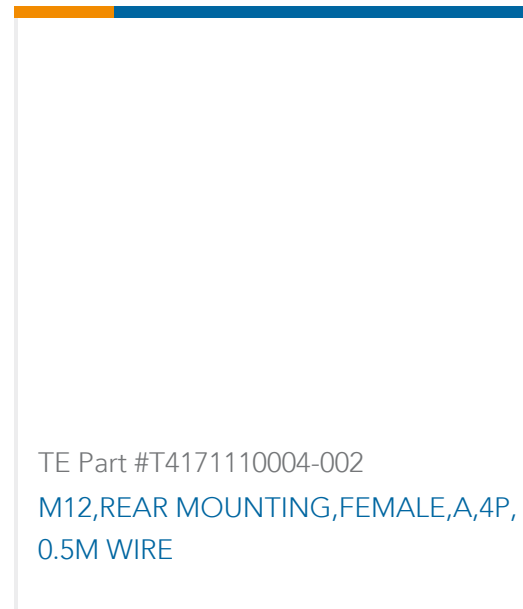 TE Part #T4171110004-002
M12,REAR MOUNTING,FEMALE,A,4P,
0.5M WIRE